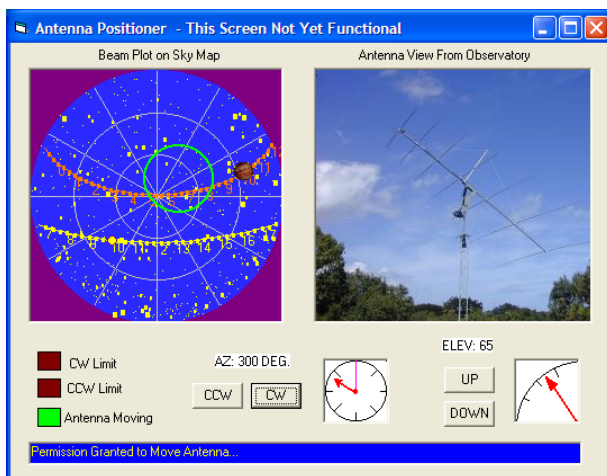 Antenna Positioner - This Screen Not Yet Functional
Beam Plot on Sky Map
Antenna View From Observatory
ELEV: 65
CW Limit
AZ: 300 DEG.
CCW Limit
CCW
CW
UP
Antenna Moving
DOWN
Permission Granted to Move Antenna...